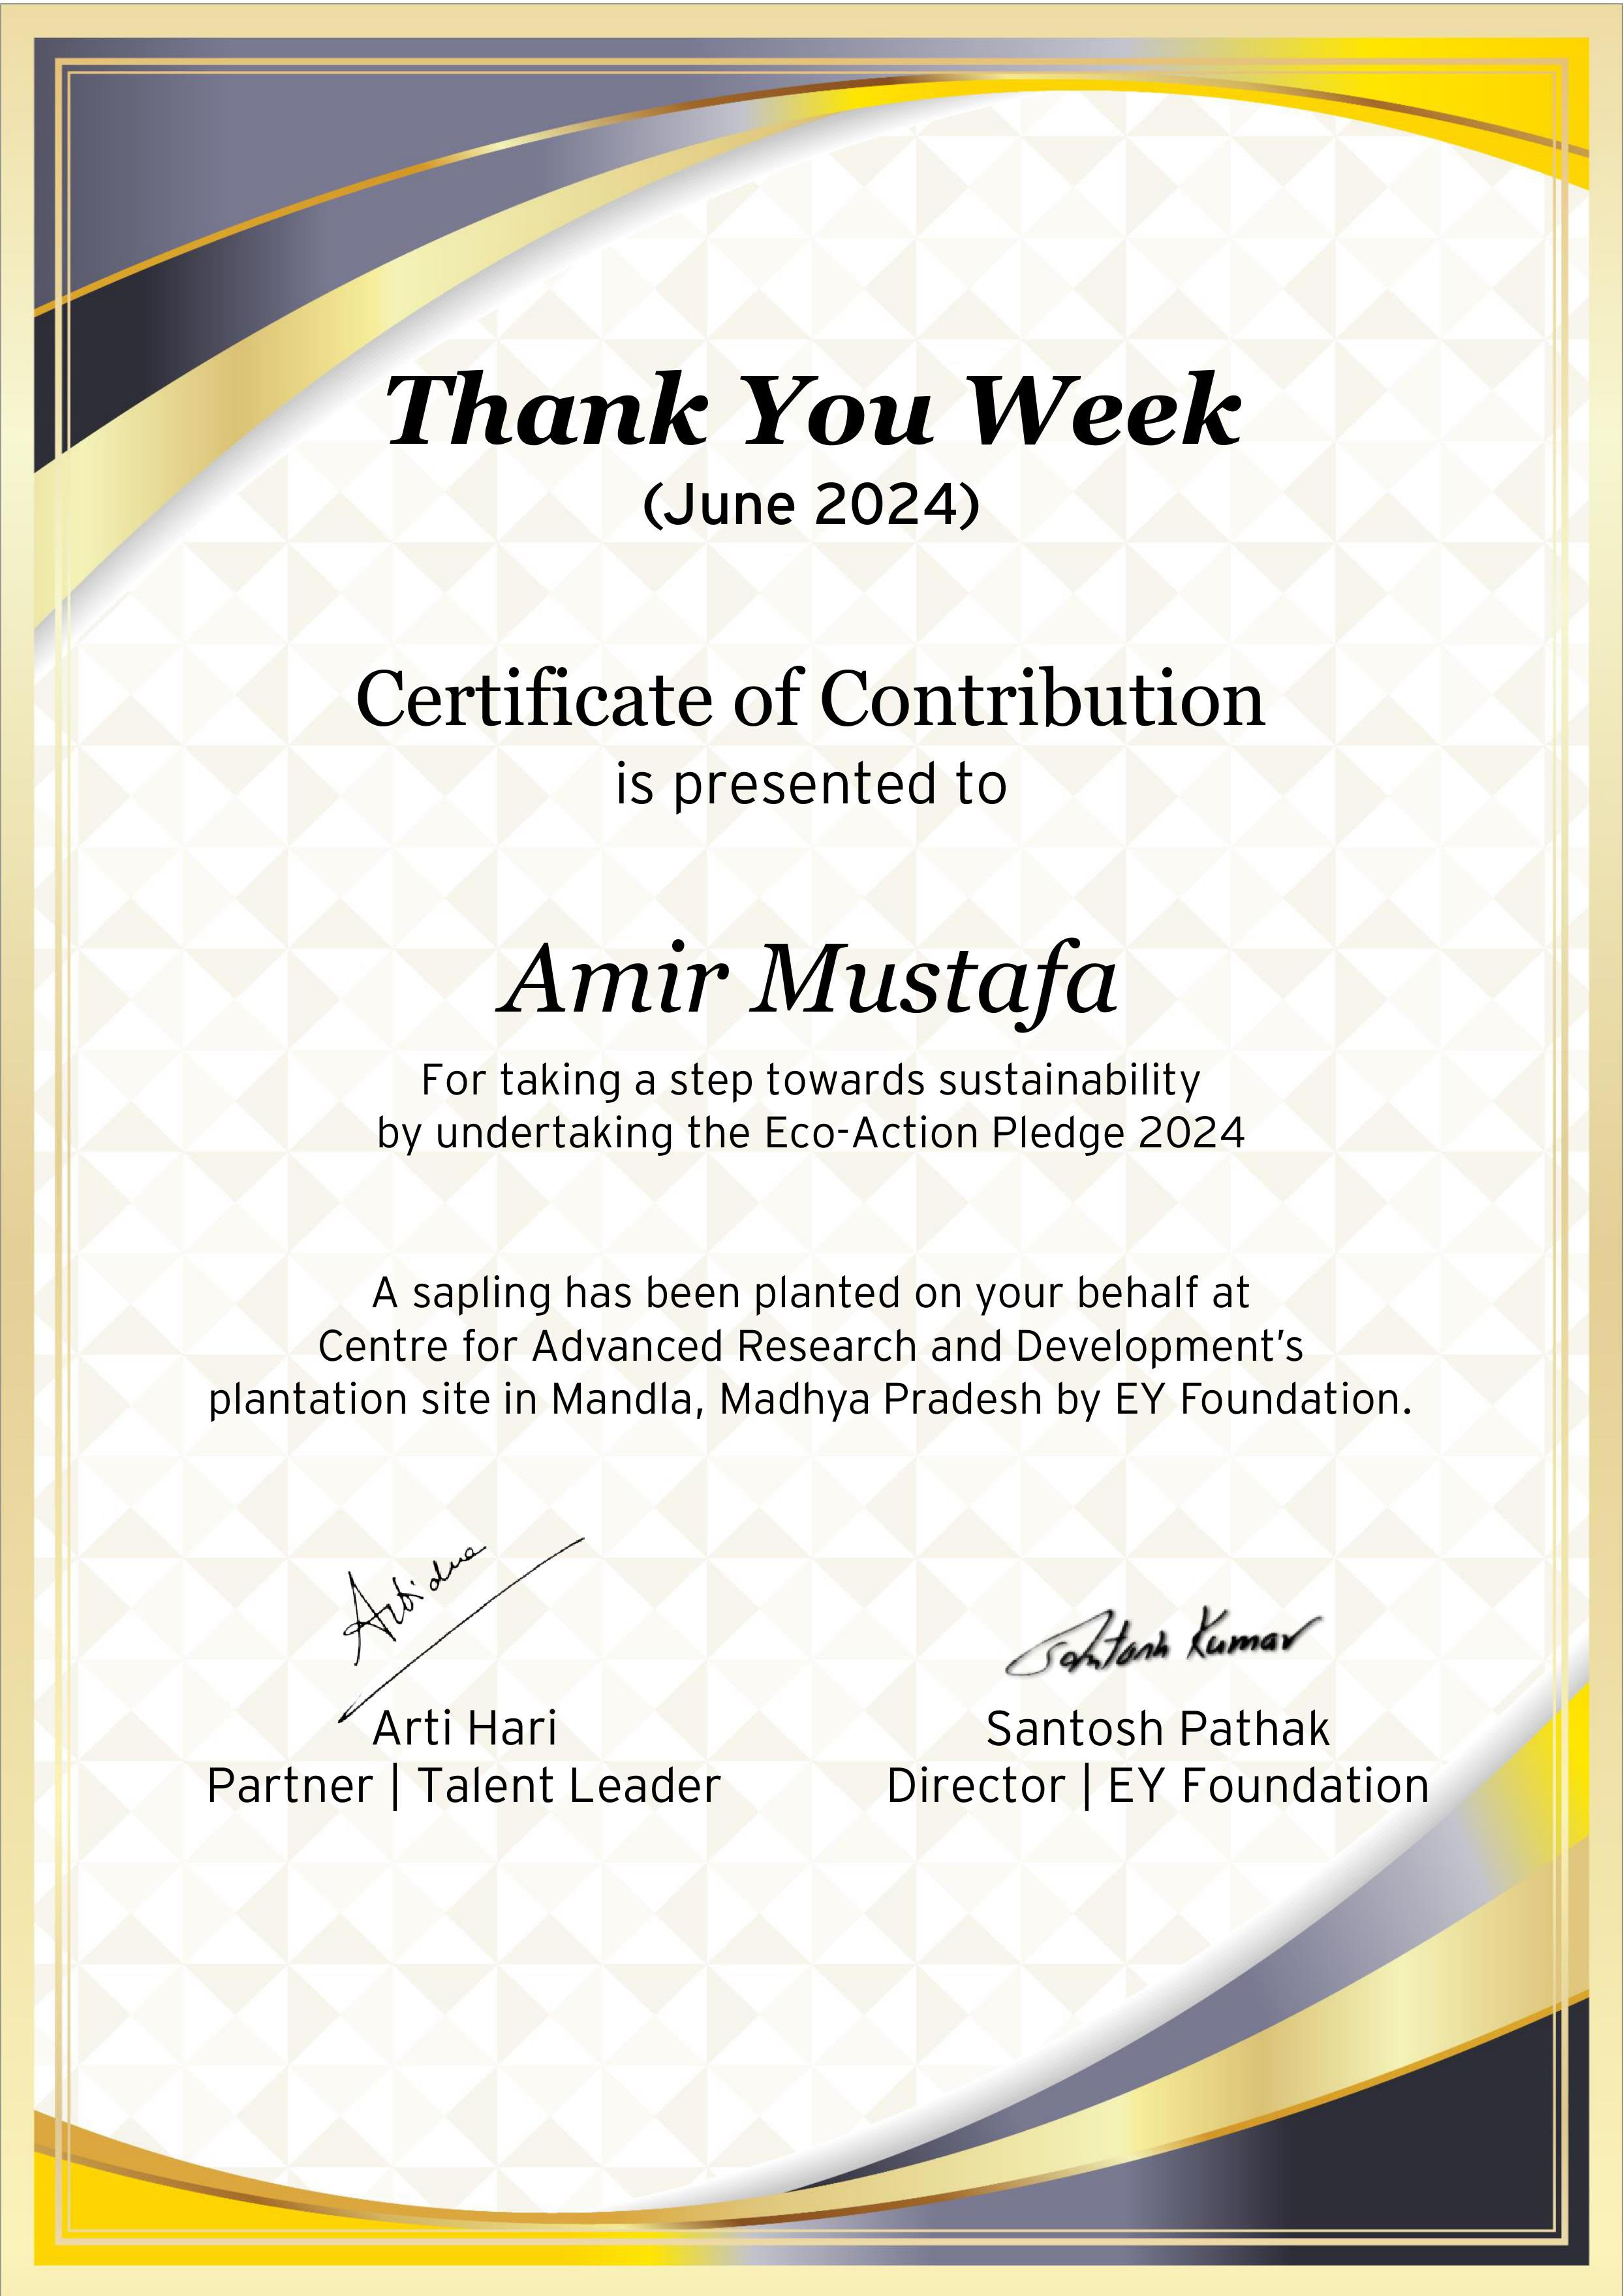 Thank You Week
(June 2024)
Certificate of Contribution
is presented to
Amir Mustafa
For taking a step towards sustainability
by undertaking the Eco-Action Pledge 2024
A sapling has been planted on your behalf at
Centre for Advanced Research and Development’s
plantation site in Mandla, Madhya Pradesh by EY Foundation.
Arti dua
Santosh Kumar
Arti Hari
Santosh Pathak
Partner | Talent Leader
Director | EY Foundation